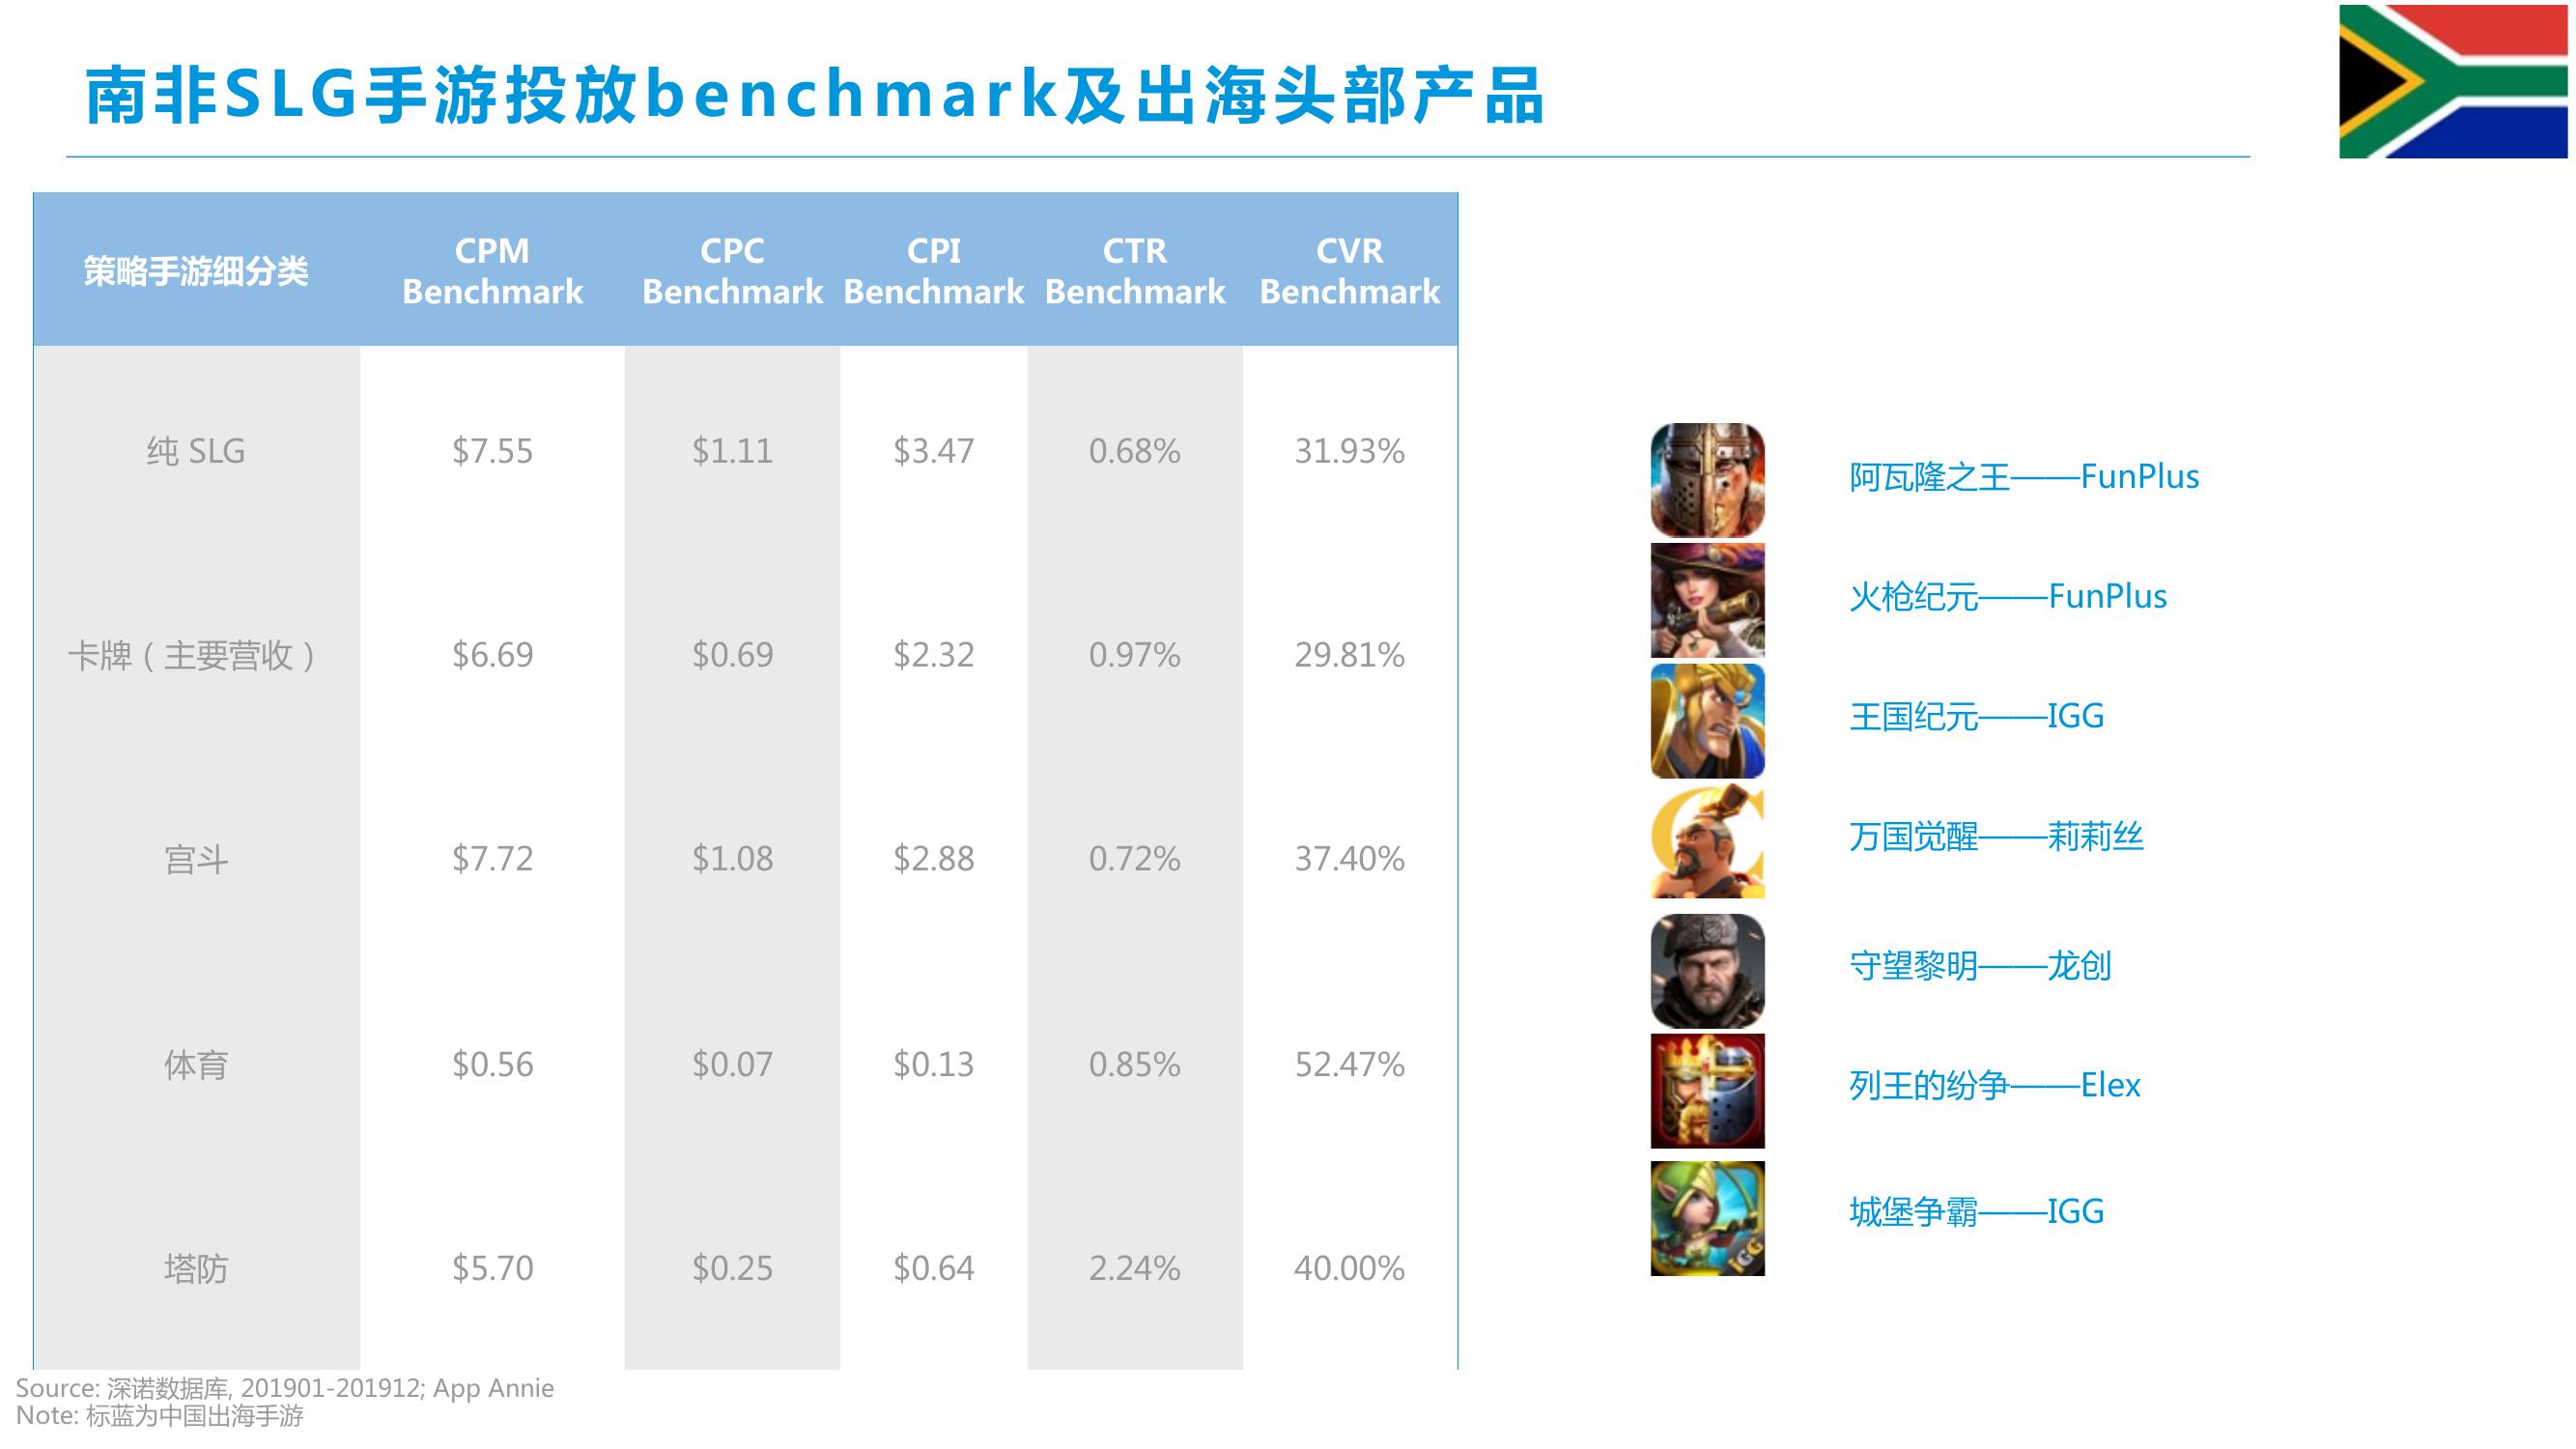 南非SLG手游投放benchmark及出海头部产品
策略手游细分类 CPM Benchmark CPC Benchmark CPI Benchmark CTR Benchmark CVR Benchmark
纯 SLG $7.55 $1.11 $3.47 0.68% 31.93%
卡牌（主要营收） $6.69 $0.69 $2.32 0.97% 29.81%
宫斗 $7.72 $1.08 $2.88 0.72% 37.40%
体育 $0.56 $0.07 $0.13 0.85% 52.47%
塔防 $5.70 $0.25 $0.64 2.24% 40.00%
阿瓦隆之王——FunPlus
火枪纪元——FunPlus
王国纪元——IGG
万国觉醒——莉莉丝
守望黎明——龙创
列王的纷争——Elex
城堡争霸——IGG
IGG
Source: 深诺数据库, 201901-201912; App Annie
Note: 标蓝为中国出海手游